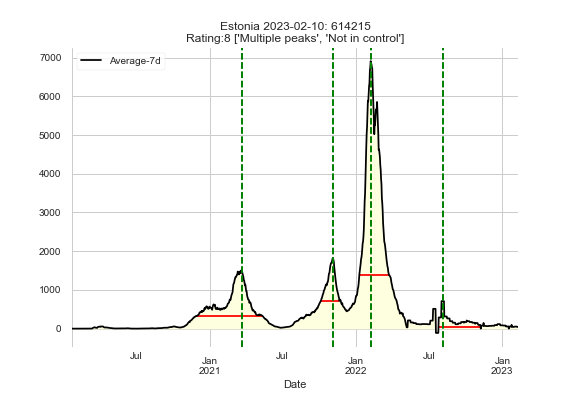 Estonia 2023-02-10: 614215
Rating:8 ['Multiple peaks', 'Not in control']
Average-7d
7000
6000
5000
4000
3000
2000
1000
0
Jul
Jan
2021
Jul
Jan
2022
Jul
Jan
2023
Date